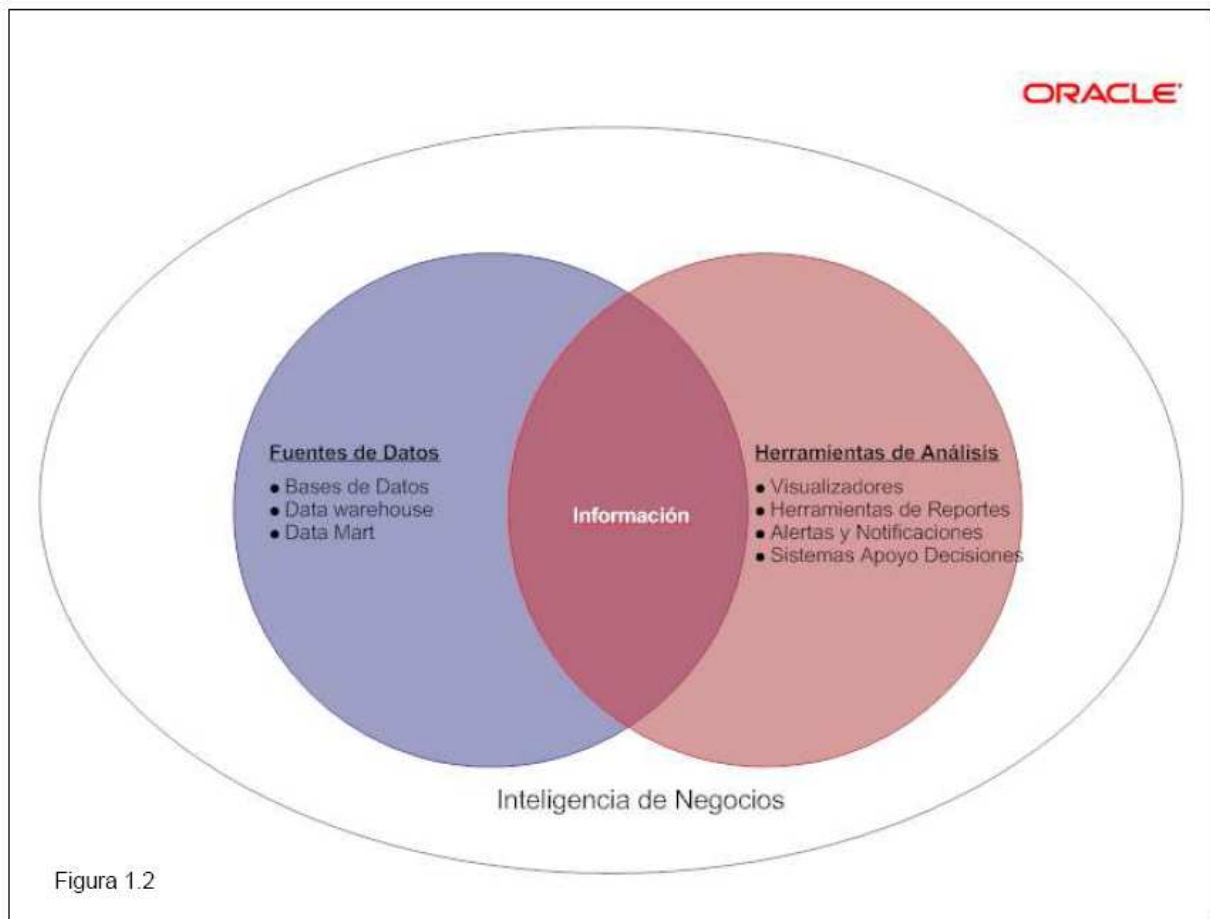 ORACLE
Fuentes de Datos
● Bases de Datos
● Data warehouse
● Data Mart
Información
Herramientas de Análisis
● Visualizadores
● Herramientas de Reportes
● Alertas y Notificaciones
● Sistemas Apoyo Decisiones
Inteligencia de Negocios
Figura 1.2